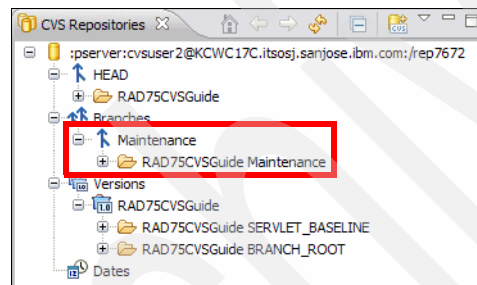 CVS Repositories
:pserver:cvsuser2@KCWC17C.itsosj.sanjose.ibm.com:/rep7672
HEAD
RAD75CVSGuide
Branches
Maintenance
RAD75CVSGuide Maintenance
Versions
RAD75CVSGuide
RAD75CVSGuide SERVLET_BASELINE
RAD75CVSGuide BRANCH_ROOT
Dates